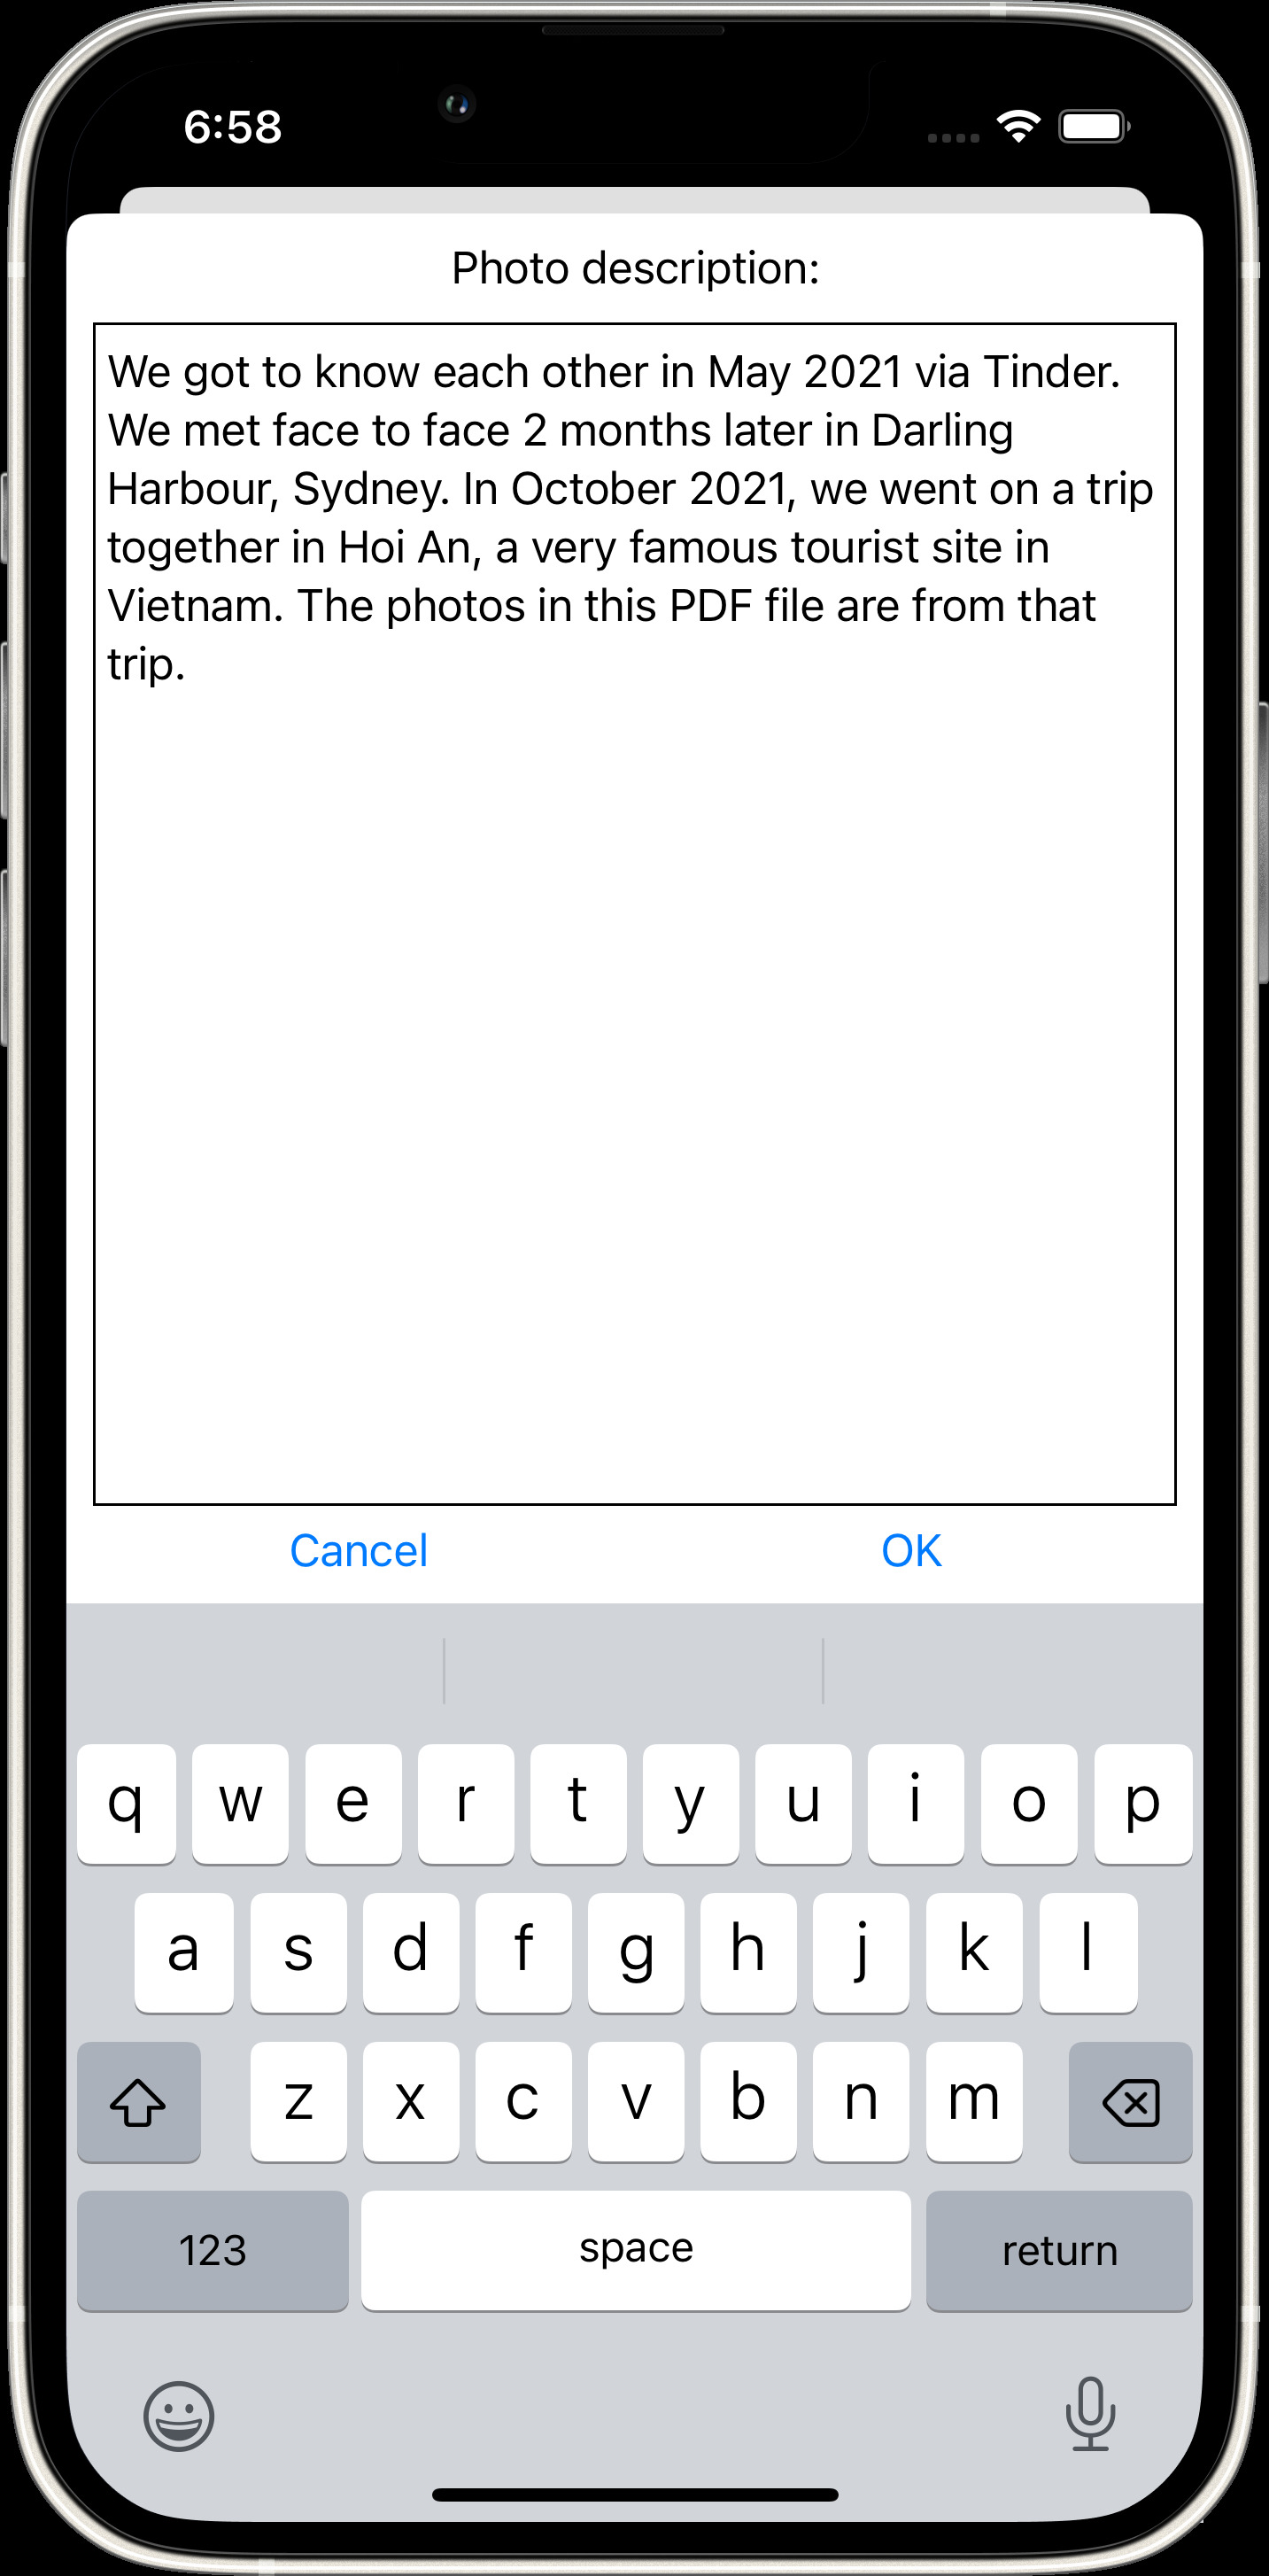 6:58
Photo description:
We got to know each other in May 2021 via Tinder.
We met face to face 2 months later in Darling
Harbour, Sydney. In October 2021, we went on a trip
together in Hoi An, a very famous tourist site in
Vietnam. The photos in this PDF file are from that
trip.
Cancel OK
q w e r t y u i o p
a s d f g h j k l
z x c v b n m
123 space return